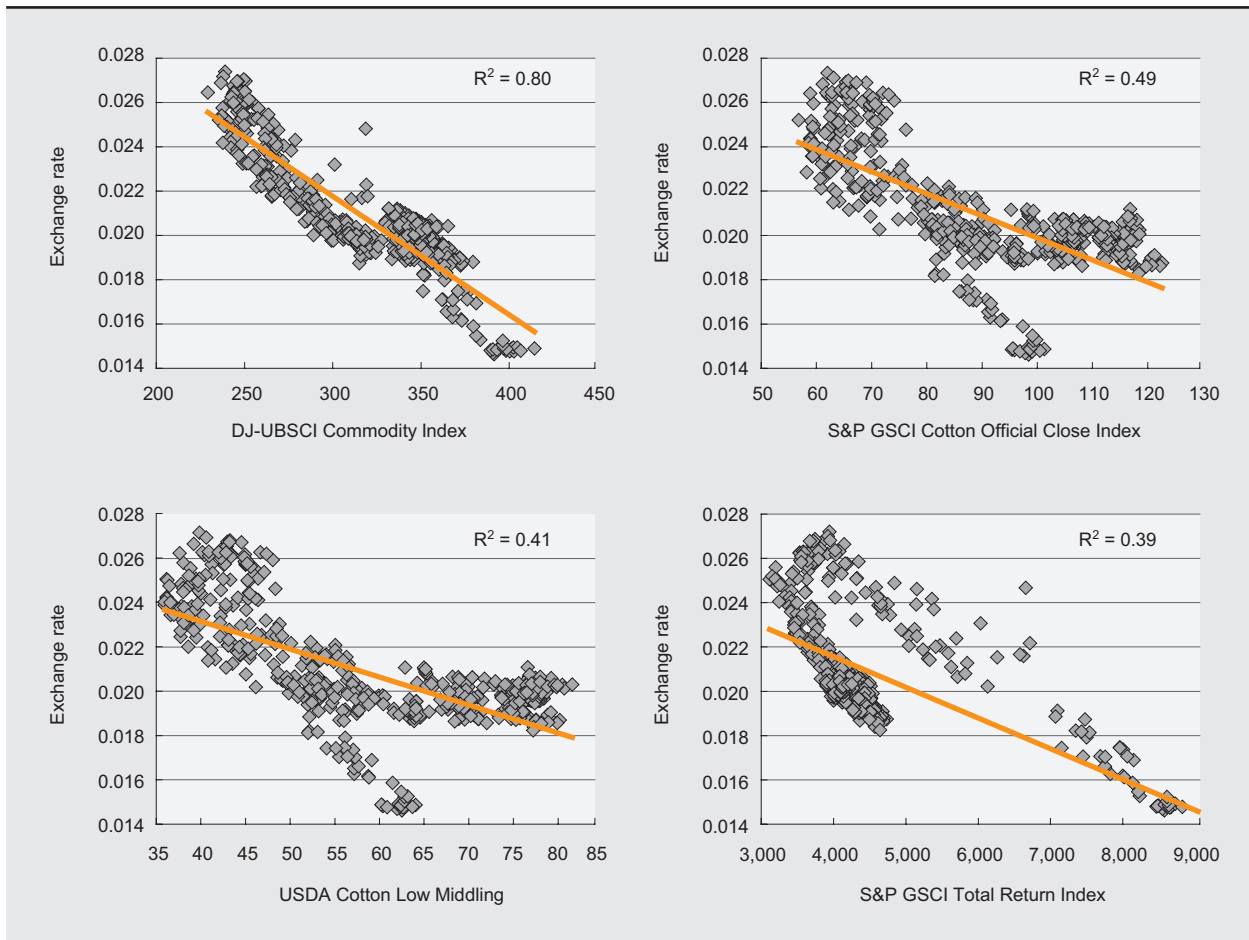 0.028
0.026
0.024
0.022
0.020
0.018
0.016
0.014
Exchange rate
R² = 0.80
200 250 300 350 400 450
DJ-UBSCI Commodity Index
0.028
0.026
0.024
0.022
0.020
0.018
0.016
0.014
Exchange rate
R² = 0.49
50 60 70 80 90 100 110 120 130
S&P GSCI Cotton Official Close Index
0.028
0.026
0.024
0.022
0.020
0.018
0.016
0.014
Exchange rate
R² = 0.41
35 40 45 50 55 60 65 70 75 80 85
USDA Cotton Low Middling
0.028
0.026
0.024
0.022
0.020
0.018
0.016
0.014
Exchange rate
R² = 0.39
3,000 4,000 5,000 6,000 7,000 8,000 9,000
S&P GSCI Total Return Index